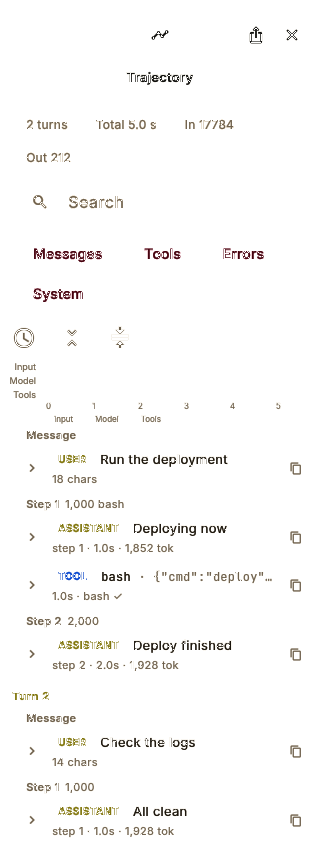 Trajectory
2 turns Total 5.0 s In 17784
Out 212
Search
Messages Tools Errors
System
Input
Model
Tools
0 1 2 3 4 5
Input Model Tools
Message
USER Run the deployment
18 chars
Step 1 1,000 bash
ASSISTANT Deploying now
step 1 · 1.0s · 1,852 tok
TOOL bash · {"cmd":"deploy"…
1.0s · bash ✓
Step 2 2,000
ASSISTANT Deploy finished
step 2 · 2.0s · 1,928 tok
Turn 2
Message
USER Check the logs
14 chars
Step 1 1,000
ASSISTANT All clean
step 1 · 1.0s · 1,928 tok